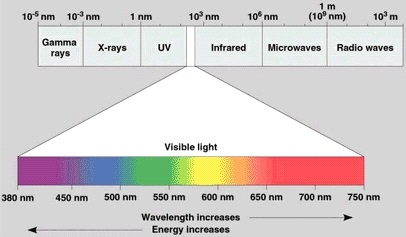 10⁻⁵ nm 10⁻³ nm 1 nm 10³ nm 10⁶ nm 1 m (10⁹ nm) 10³ m
Gamma rays X-rays UV Infrared Microwaves Radio waves
Visible light
380 nm 450 nm 500 nm 550 nm 600 nm 650 nm 700 nm 750 nm
Wavelength increases
Energy increases